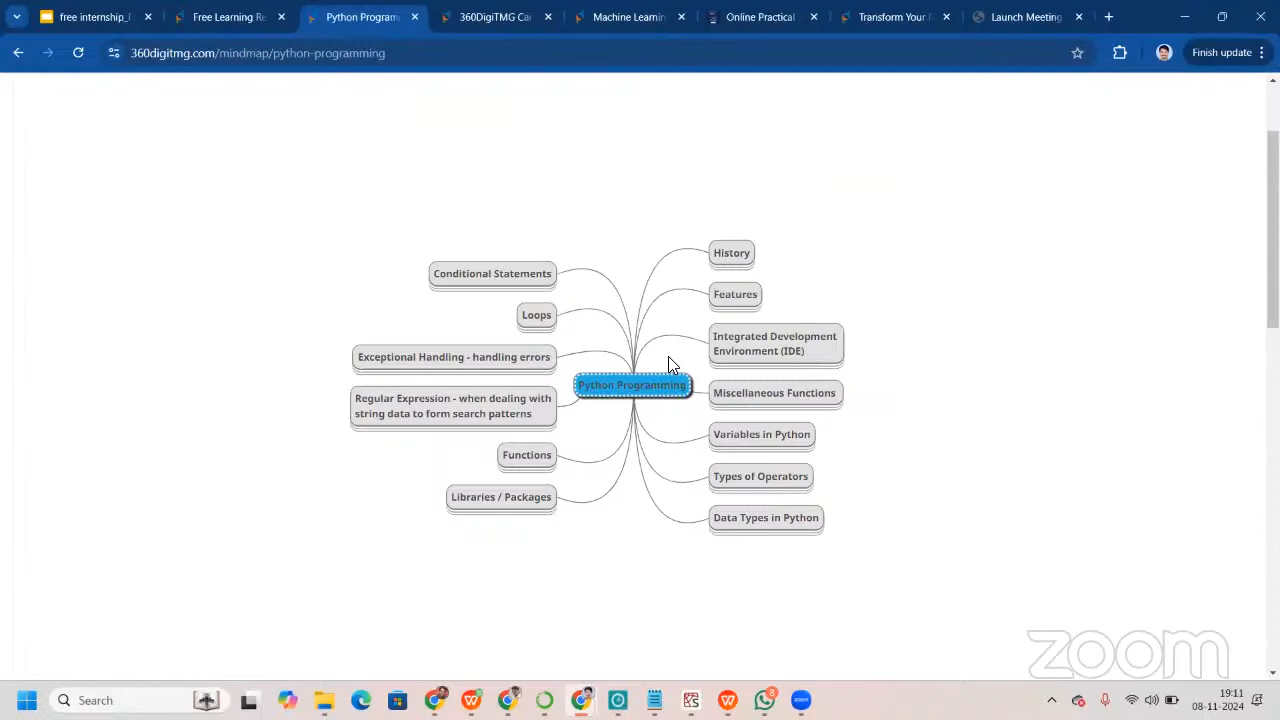 free internship_
Free Learning Re
Python Program
360DigiTMG Car
Machine Learnin
Online Practical
Transform Your
Launch Meeting
360digitmg.com/mindmap/python-programming
Finish update
History
Conditional Statements
Features
Loops
Integrated Development
Environment (IDE)
Exceptional Handling - handling errors
Python Programming
Miscellaneous Functions
Regular Expression - when dealing with
string data to form search patterns
Variables in Python
Functions
Types of Operators
Libraries / Packages
Data Types in Python
zoom
Search
8
zoom
19:11
08-11-2024